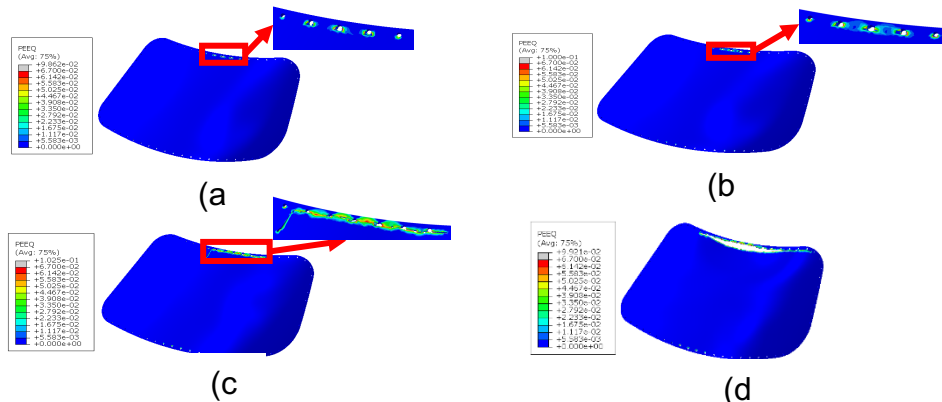 PEEQ
(Avg: 75%)
+9.862e-02
+6.700e-02
+6.142e-02
+5.583e-02
+5.025e-02
+4.467e-02
+3.908e-02
+3.350e-02
+2.792e-02
+2.233e-02
+1.675e-02
+1.117e-02
+5.583e-03
+0.000e+00
(a
PEEQ
(Avg: 75%)
+1.000e-01
+6.700e-02
+6.142e-02
+5.583e-02
+5.025e-02
+4.467e-02
+3.908e-02
+3.350e-02
+2.792e-02
+2.233e-02
+1.675e-02
+1.117e-02
+5.583e-03
+0.000e+00
(b
PEEQ
(Avg: 75%)
+1.025e-01
+6.700e-02
+6.142e-02
+5.583e-02
+5.025e-02
+4.467e-02
+3.908e-02
+3.350e-02
+2.792e-02
+2.233e-02
+1.675e-02
+1.117e-02
+5.583e-03
+0.000e+00
(c
PEEQ
(Avg: 75%)
+9.921e-02
+6.700e-02
+6.142e-02
+5.583e-02
+5.025e-02
+4.467e-02
+3.908e-02
+3.350e-02
+2.792e-02
+2.233e-02
+1.675e-02
+1.117e-02
+5.583e-03
+0.000e+00
(d